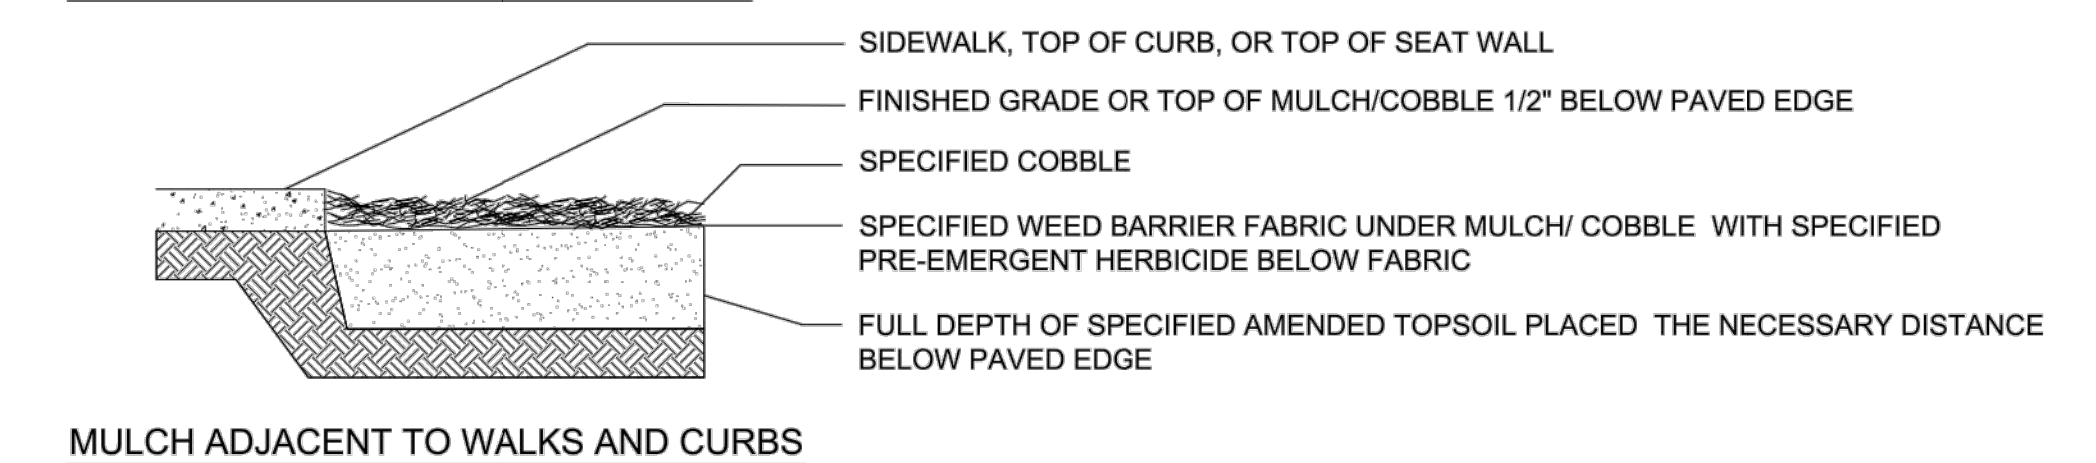 SIDEWALK, TOP OF CURB, OR TOP OF SEAT WALL
FINISHED GRADE OR TOP OF MULCH/COBBLE 1/2" BELOW PAVED EDGE
SPECIFIED COBBLE
SPECIFIED WEED BARRIER FABRIC UNDER MULCH/ COBBLE  WITH SPECIFIED
PRE-EMERGENT HERBICIDE BELOW FABRIC
FULL DEPTH OF SPECIFIED AMENDED TOPSOIL PLACED  THE NECESSARY DISTANCE
BELOW PAVED EDGE
MULCH ADJACENT TO WALKS AND CURBS